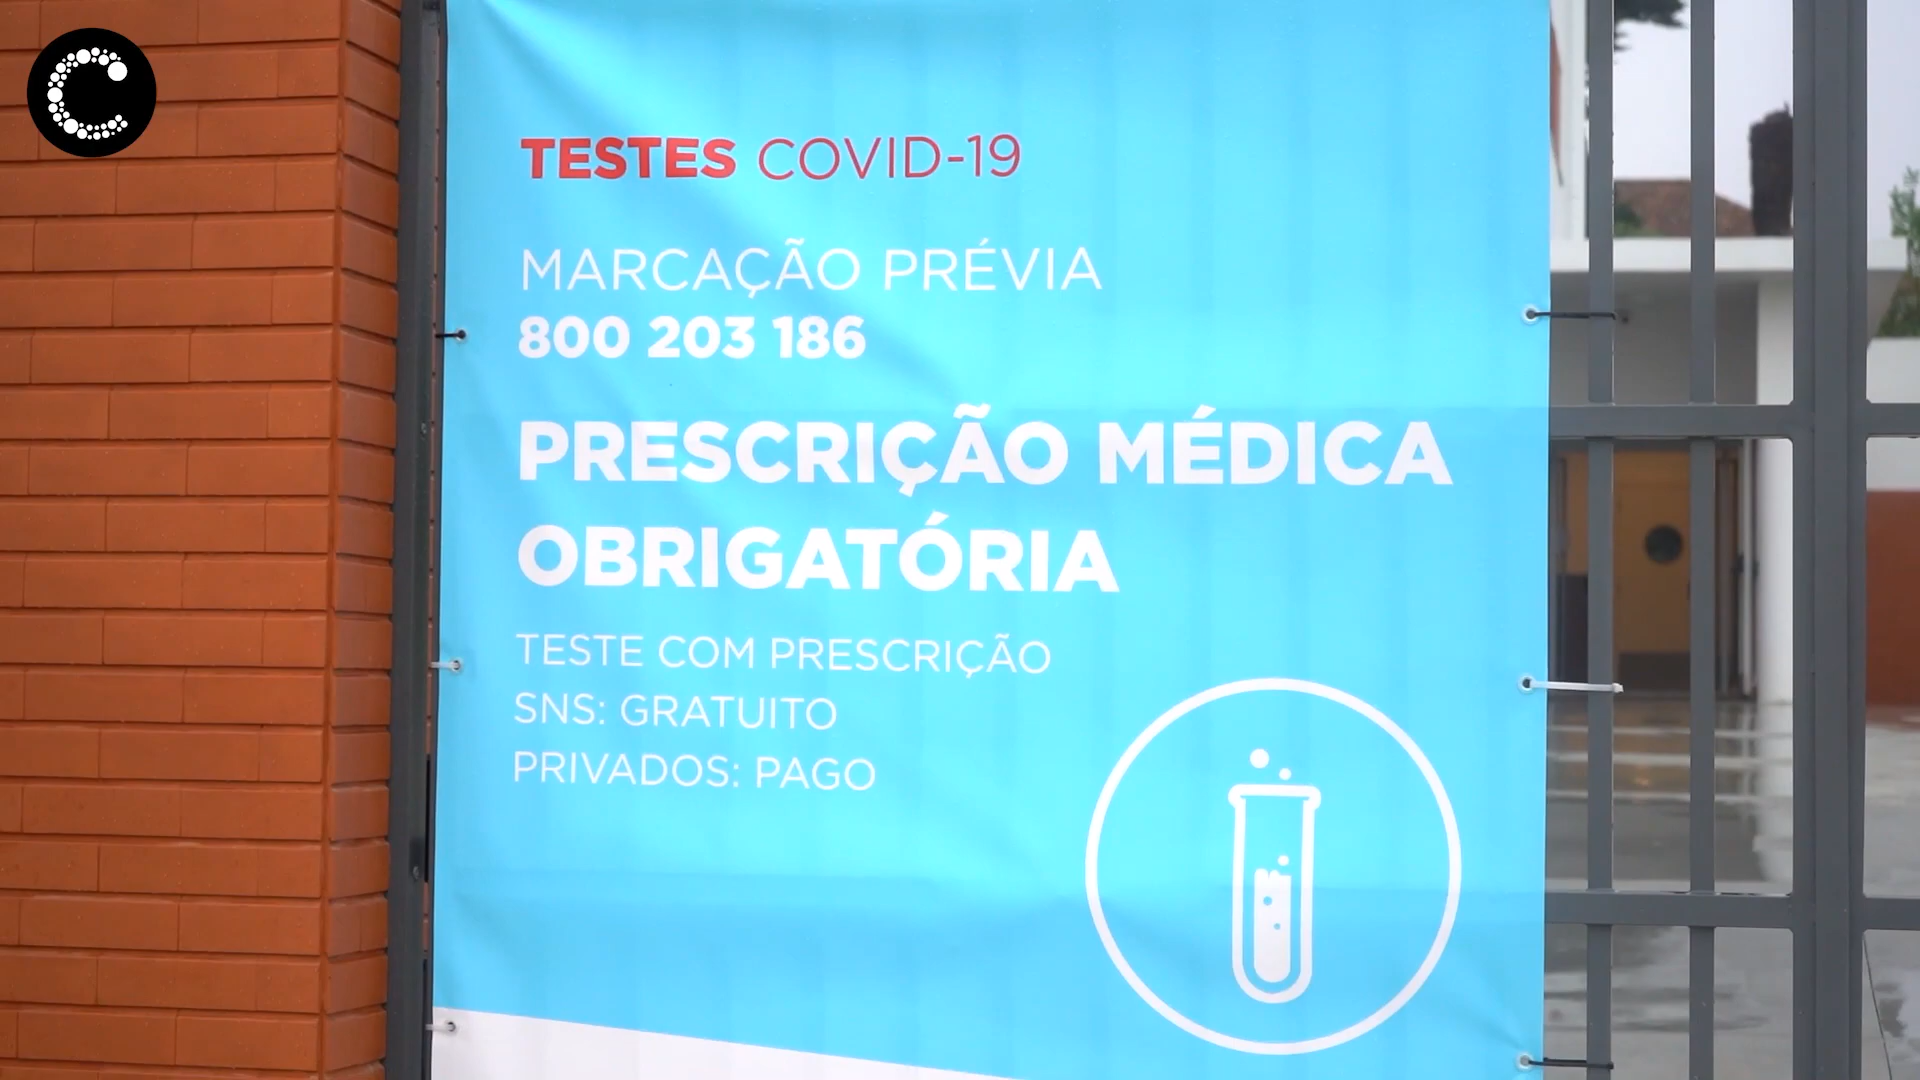 TESTES COVID-19
MARCAÇÃO PRÉVIA
800 203 186
PRESCRIÇÃO MÉDICA
OBRIGATÓRIA
TESTE COM PRESCRIÇÃO
SNS: GRATUITO
PRIVADOS: PAGO